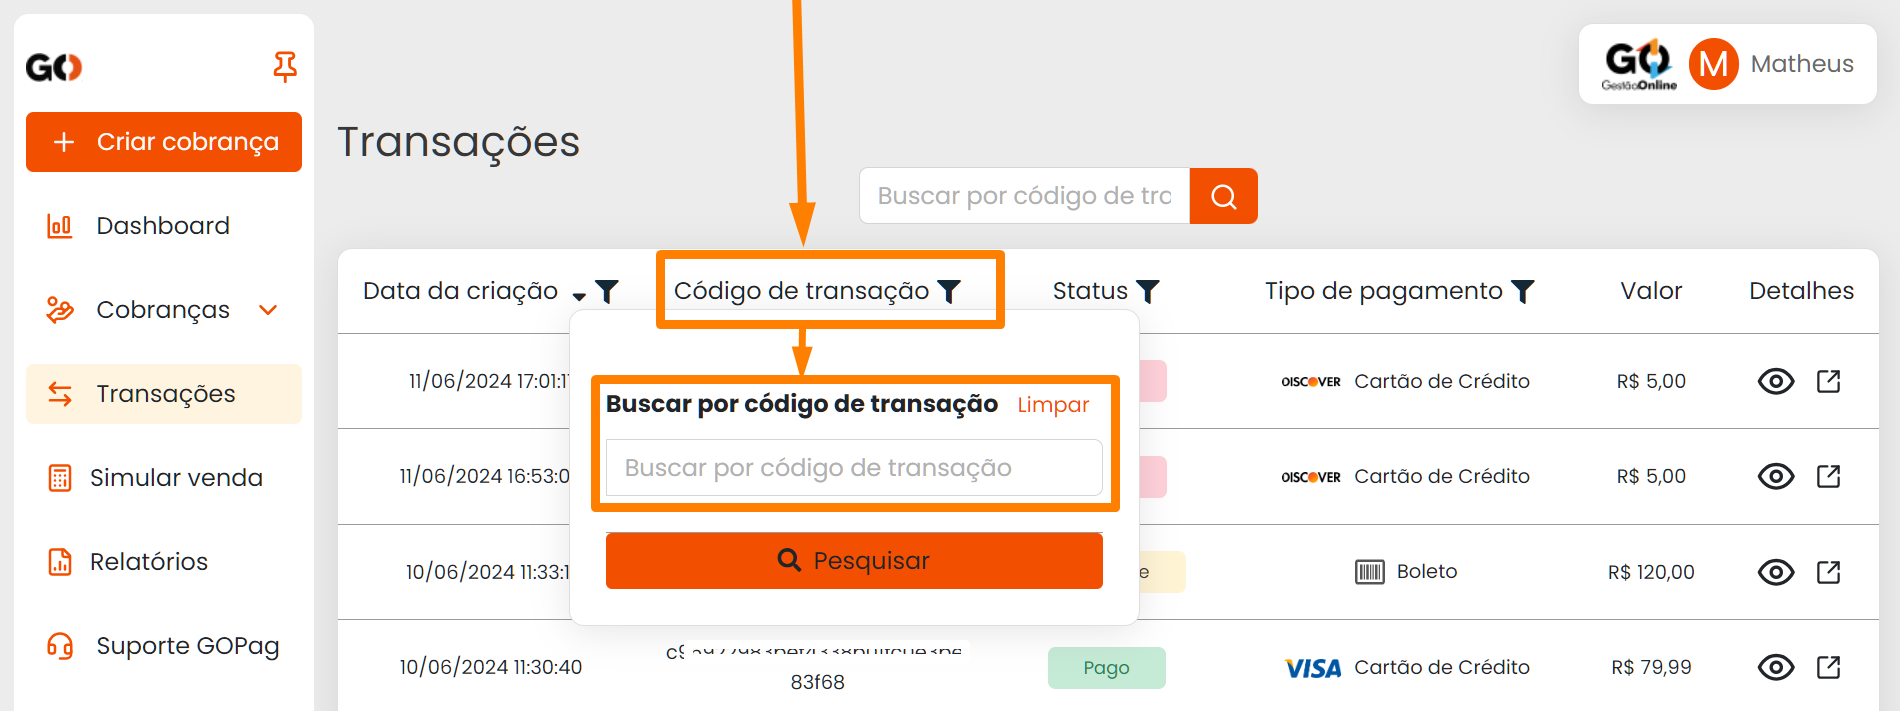 GO
GO
GestãoOnline
M
Matheus
Criar cobrança
Transações
Buscar por código de trc
Dashboard
Cobranças
Transações
Simular venda
Relatórios
Suporte GOPag
Data da criação
Código de transação
Status
Tipo de pagamento
Valor
Detalhes
11/06/2024 17:01:1
DISCOVER
Cartão de Crédito
R$ 5,00
Buscar por código de transação
Limpar
Buscar por código de transação
Pesquisar
11/06/2024 16:53:0
DISCOVER
Cartão de Crédito
R$ 5,00
10/06/2024 11:33:1
e
Boleto
R$ 120,00
10/06/2024 11:30:40
83f68
Pago
VISA
Cartão de Crédito
R$ 79,99